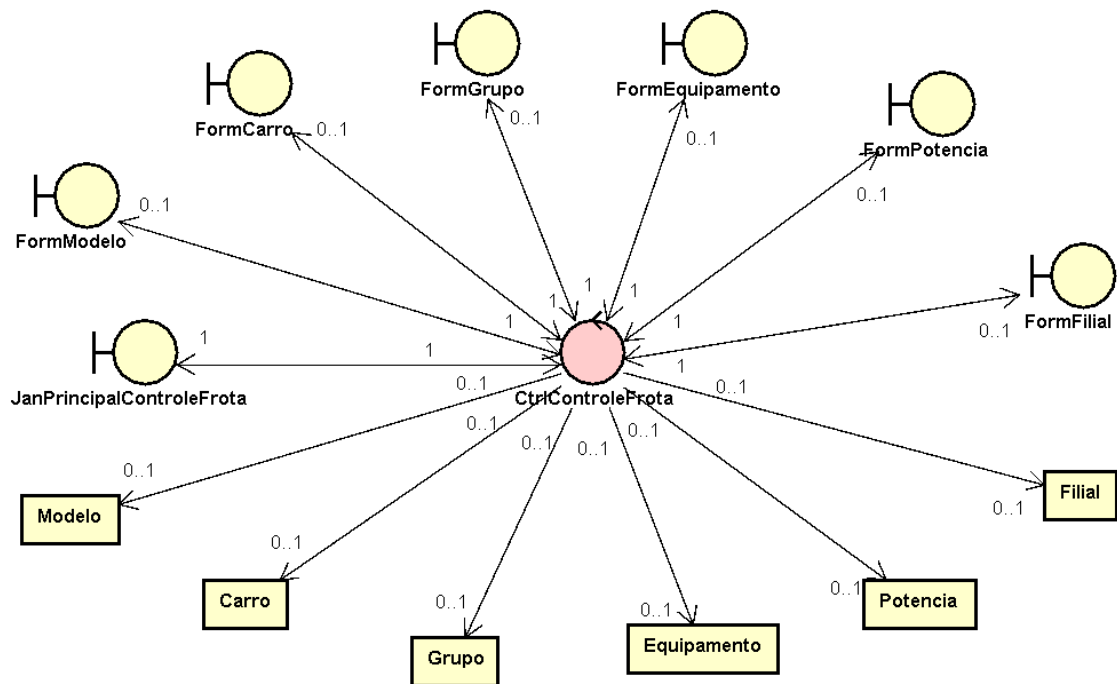 FormGrupo
FormEquipamento
FormCarro
0..1
0..1
0..1
FormPotencia
0..1
0..1
FormModelo
1
1
1
1
1
FormFilial
0..1
1
1
1
JanPrincipalControleFrota
0..1
CtrlControleFrota
0..1
0..1
0..1
0..1
0..1
0..1
0..1
Modelo
Filial
0..1
0..1
0..1
Carro
Potencia
0..1
0..1
Grupo
Equipamento